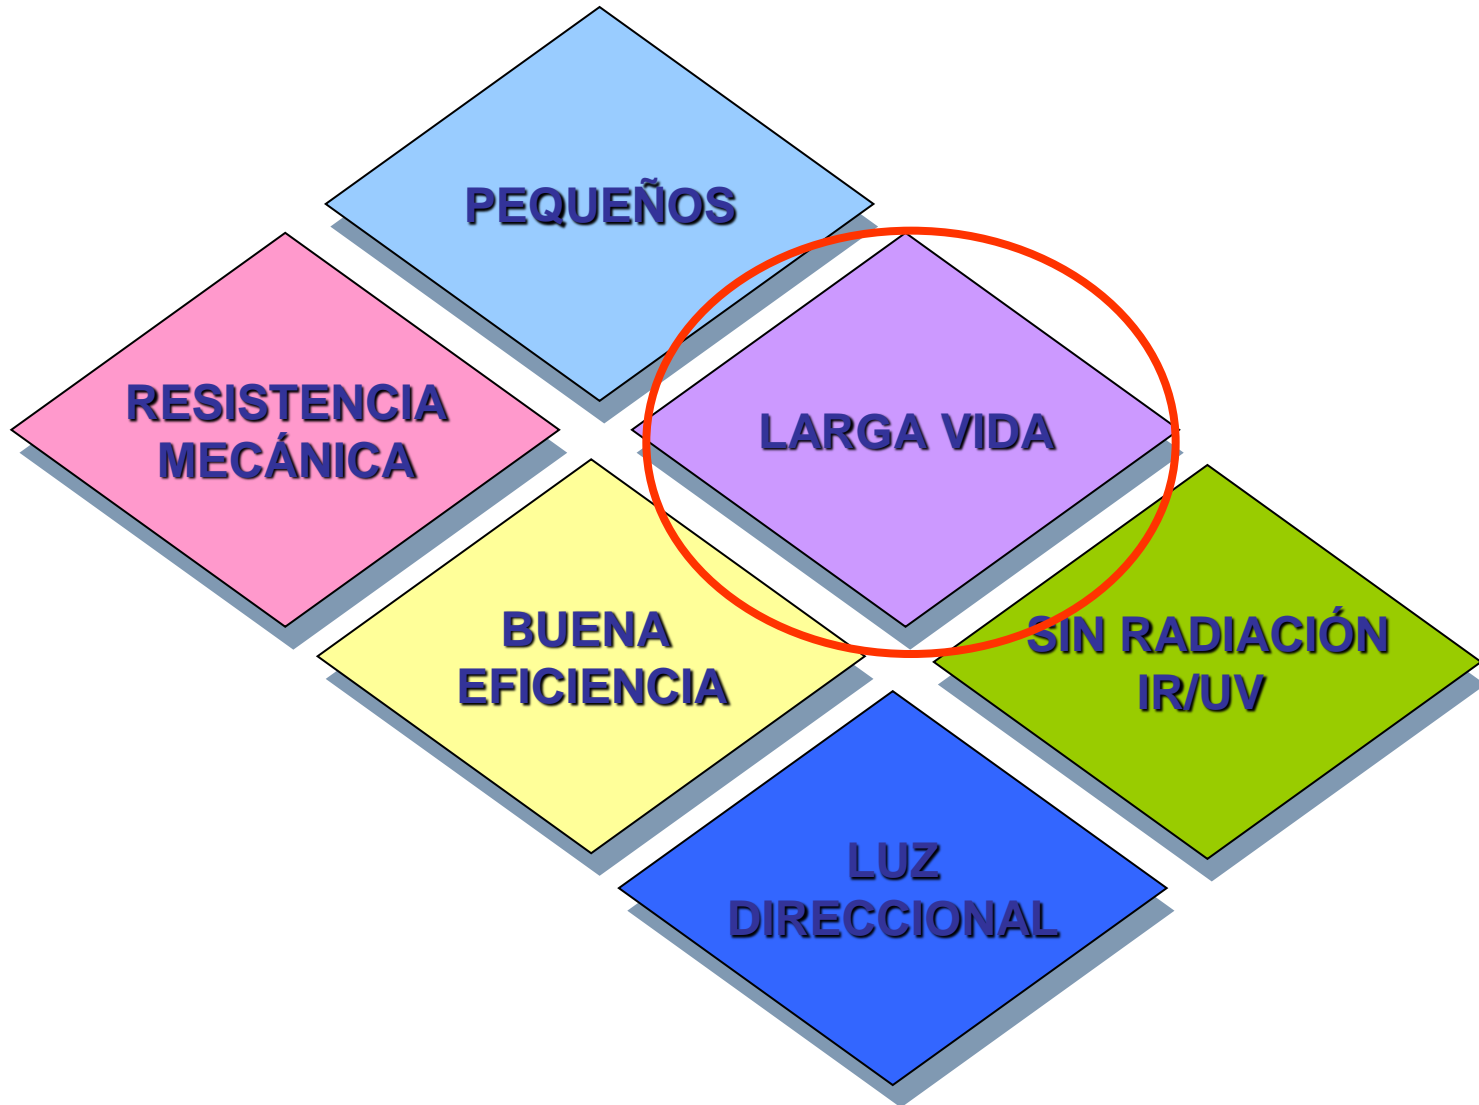 PEQUEÑOS
RESISTENCIA
MECÁNICA
LARGA VIDA
BUENA
EFICIENCIA
SIN RADIACIÓN
IR/UV
LUZ
DIRECCIONAL